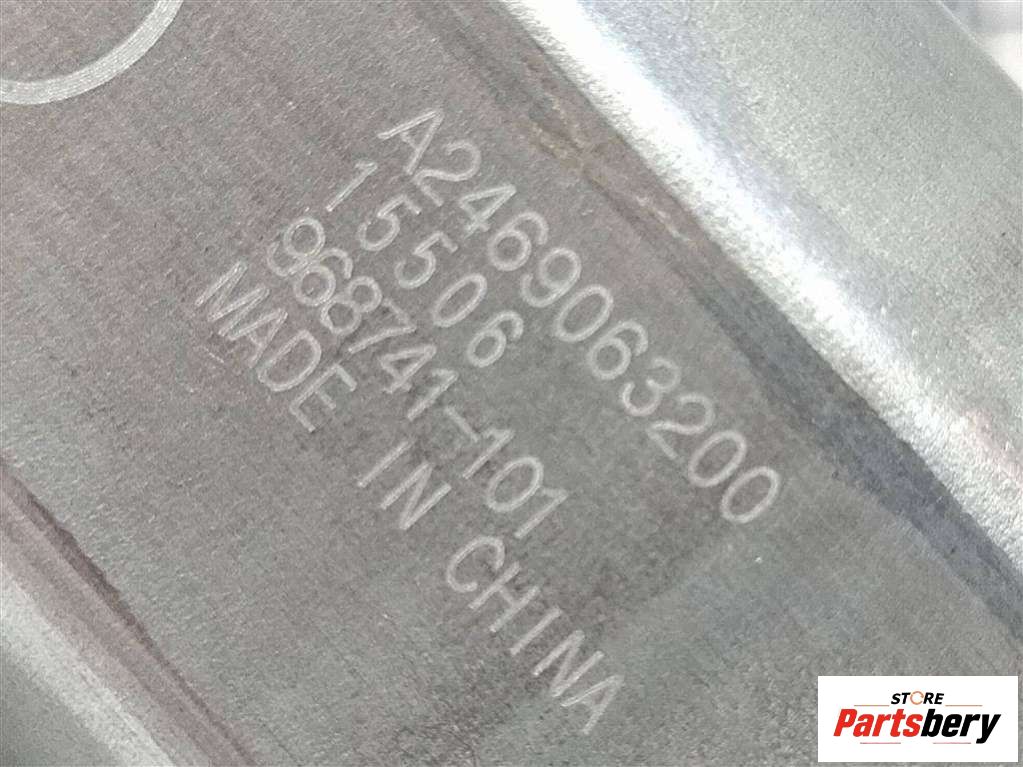 A2469063200
15506
968741-101
MADE IN CHINA
STORE
Partsbery